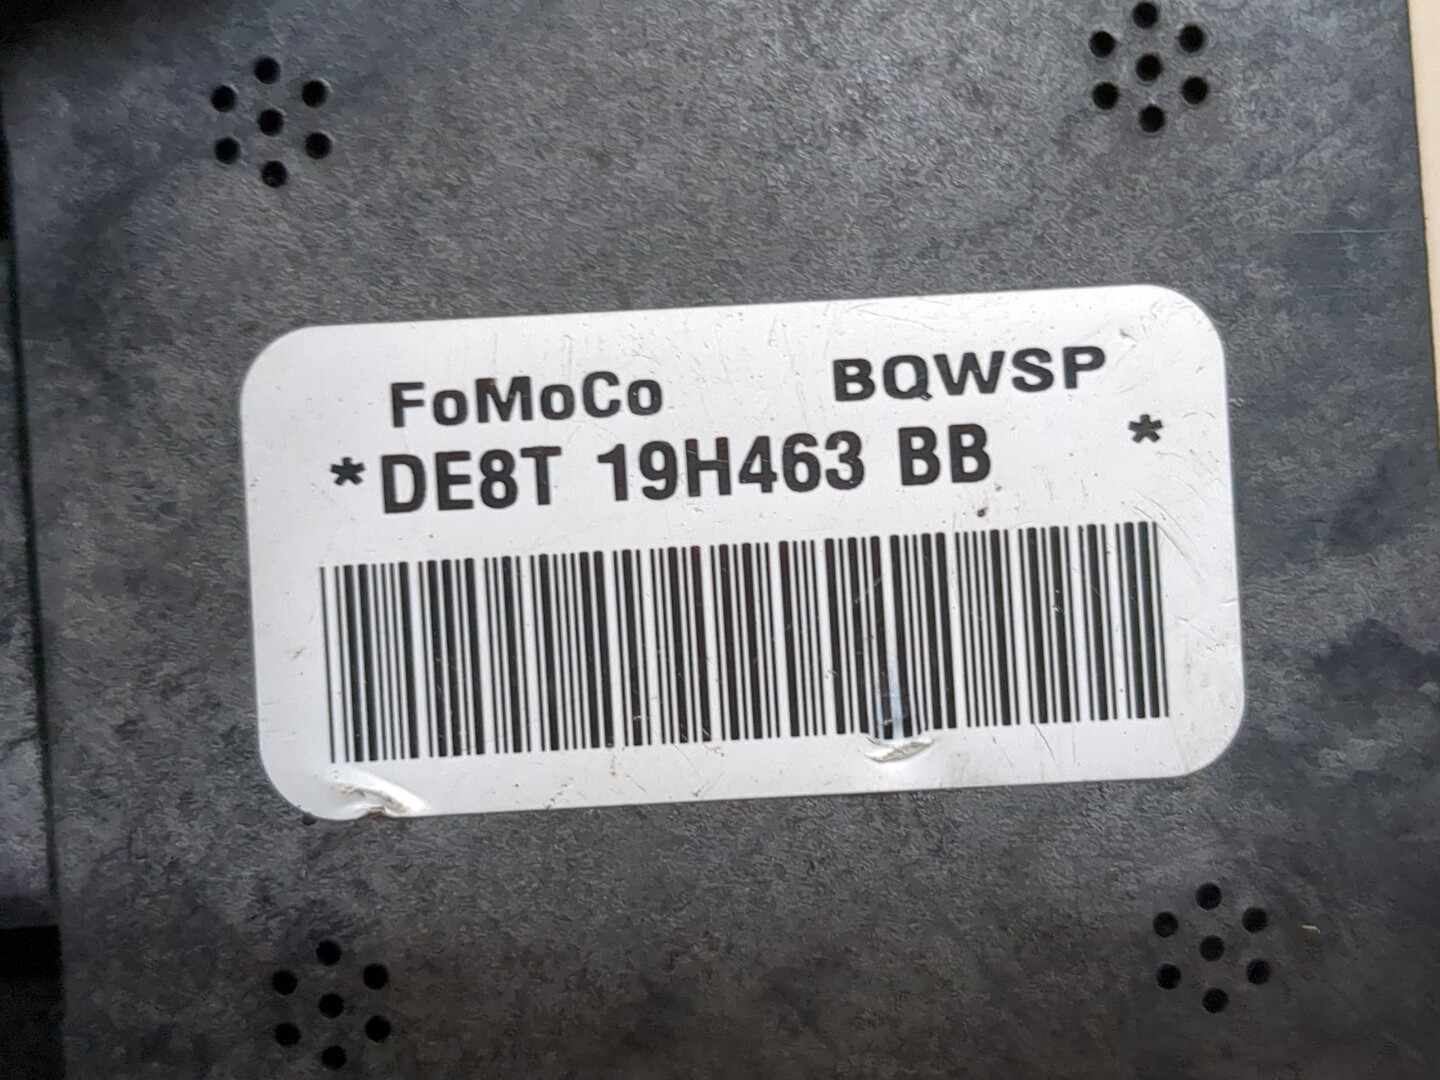 FoMoCo BQWSP
*DE8T 19H463 BB *